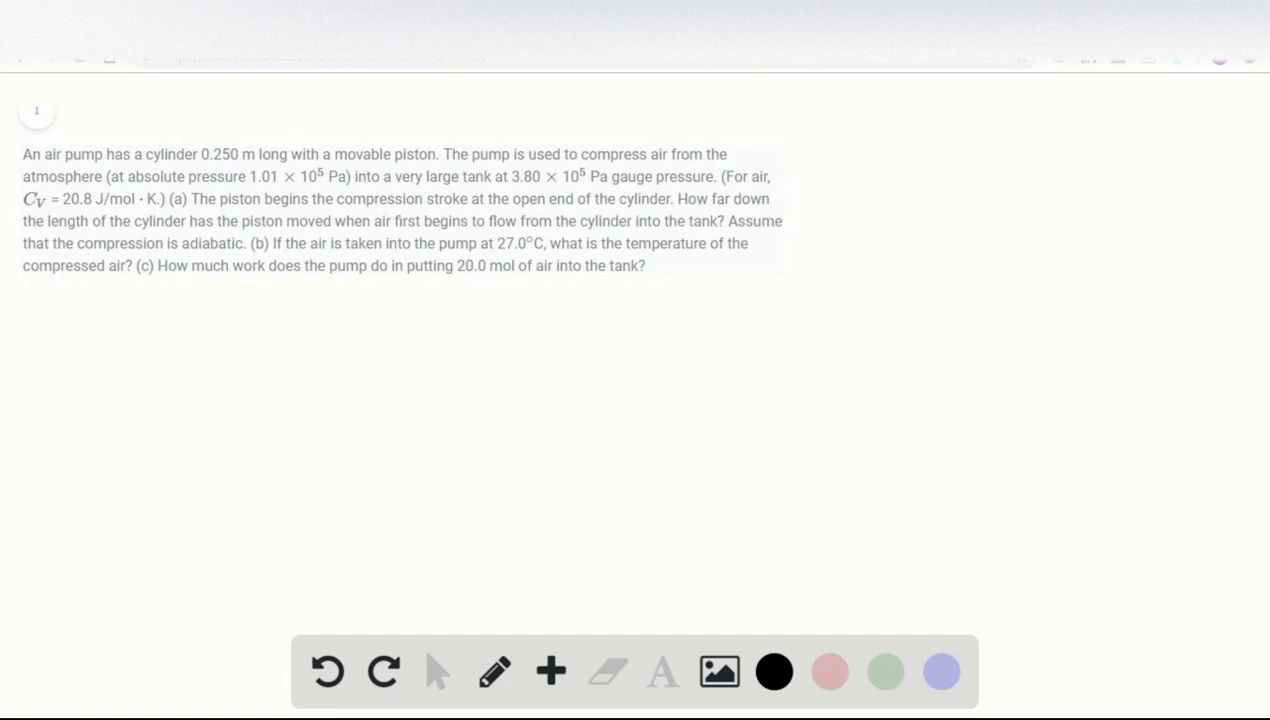 1
An air pump has a cylinder 0.250 m long with a movable piston. The pump is used to compress air from the
atmosphere (at absolute pressure 1.01 × 10⁵ Pa) into a very large tank at 3.80 × 10⁵ Pa gauge pressure. (For air,
C_V = 20.8 J/mol · K.) (a) The piston begins the compression stroke at the open end of the cylinder. How far down
the length of the cylinder has the piston moved when air first begins to flow from the cylinder into the tank? Assume
that the compression is adiabatic. (b) If the air is taken into the pump at 27.0°C, what is the temperature of the
compressed air? (c) How much work does the pump do in putting 20.0 mol of air into the tank?
A